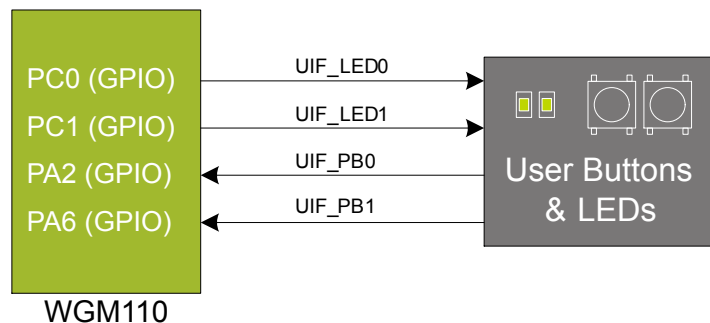 PC0 (GPIO)
PC1 (GPIO)
PA2 (GPIO)
PA6 (GPIO)
WGM110
UIF_LED0
UIF_LED1
UIF_PB0
UIF_PB1
User Buttons
& LEDs